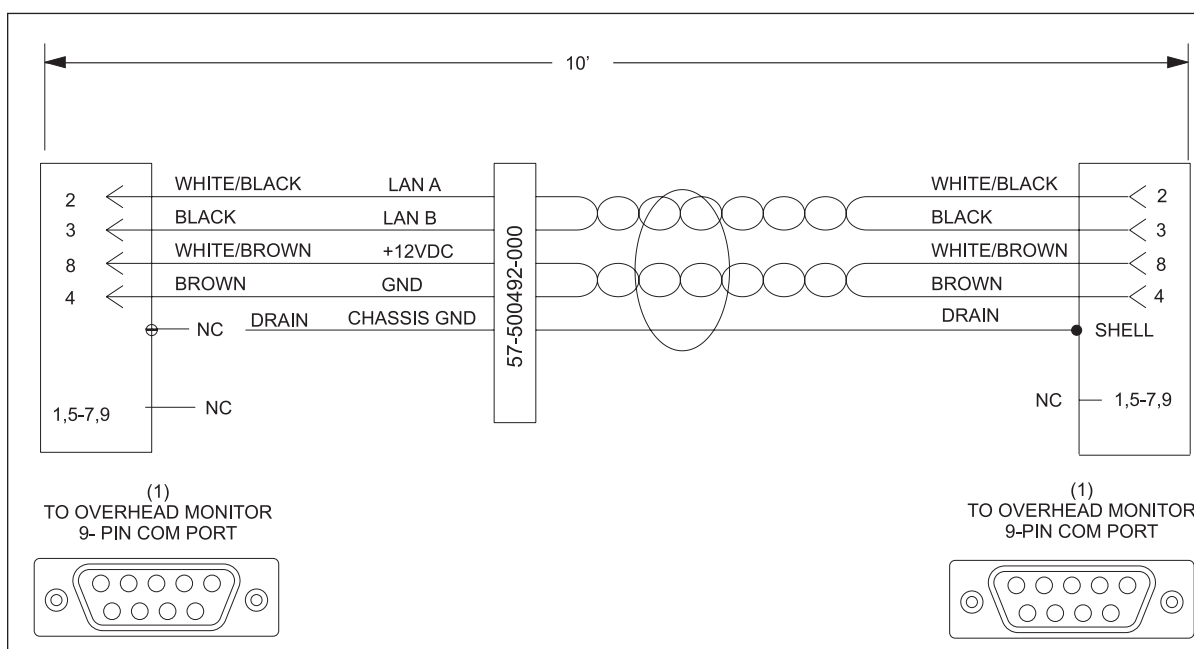 10'
WHITE/BLACK LAN A WHITE/BLACK
2 2
BLACK LAN B BLACK
3 3
WHITE/BROWN +12VDC WHITE/BROWN
8 8
BROWN GND BROWN
4 4
NC DRAIN CHASSIS GND DRAIN SHELL
57-500492-000
1,5-7,9 NC NC 1,5-7,9
(1)
TO OVERHEAD MONITOR
9- PIN COM PORT
(1)
TO OVERHEAD MONITOR
9-PIN COM PORT